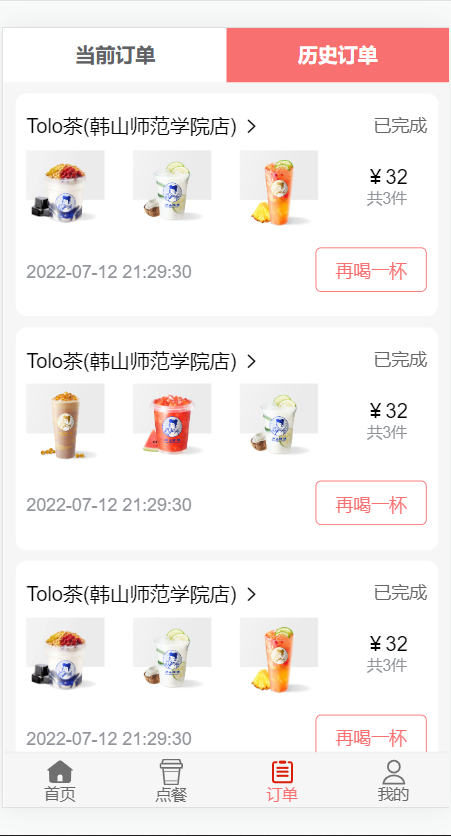 当前订单 历史订单
Tolo茶(韩山师范学院店) 已完成
¥ 32
共3件
2022-07-12 21:29:30 再喝一杯
Tolo茶(韩山师范学院店) 已完成
¥ 32
共3件
2022-07-12 21:29:30 再喝一杯
Tolo茶(韩山师范学院店) 已完成
¥ 32
共3件
2022-07-12 21:29:30 再喝一杯
首页 点餐 订单 我的